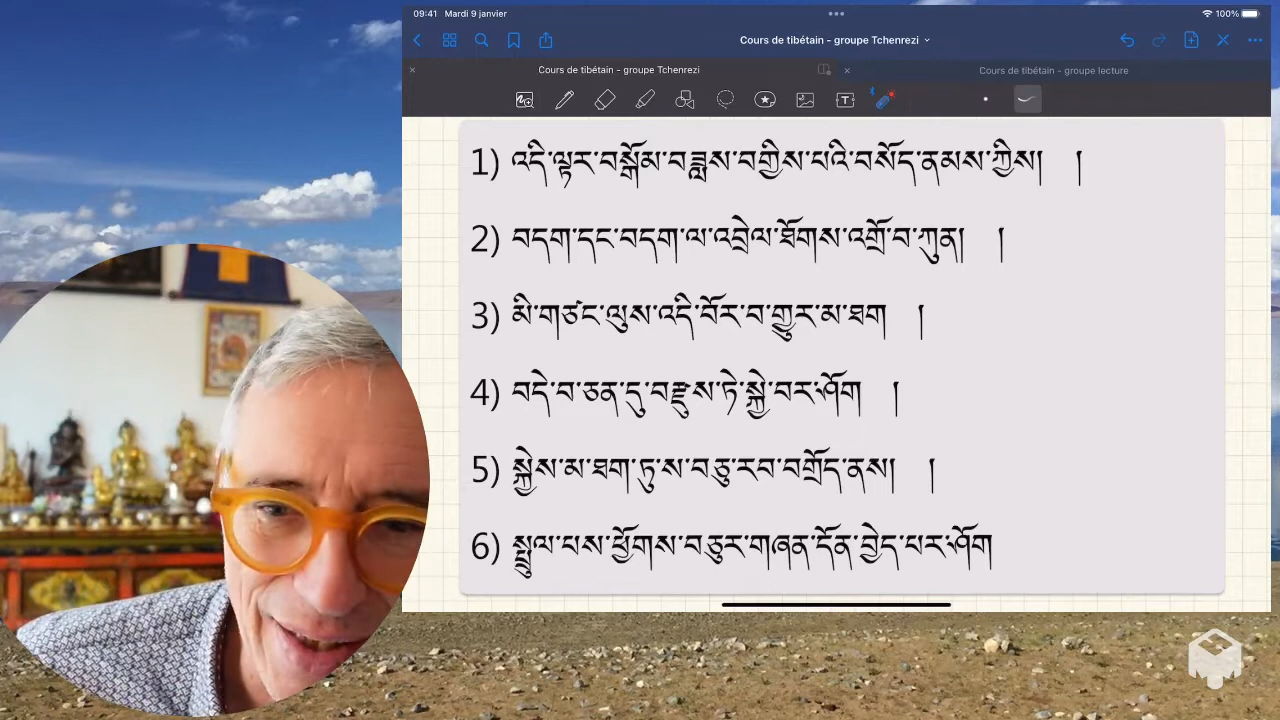 09:41 Mardi 9 janvier
100%
Cours de tibétain - groupe Tchenrezi
Cours de tibétain - groupe Tchenrezi
Cours de tibétain - groupe lecture
1) འདི་ལྟར་བསྒོམ་བཟླས་བགྱིས་པའི་བསོད་ནམས་ཀྱིས། །
2) བདག་དང་བདག་ལ་འབྲེལ་ཐོགས་འགྲོ་བ་ཀུན། །
3) མི་གཙང་ལུས་འདི་བོར་བ་གྱུར་མ་ཐག །
4) བདེ་བ་ཅན་དུ་བརྫུས་ཏེ་སྐྱེ་བར་ཤོག །
5) སྐྱེས་མ་ཐག་ཏུ་ས་བཅུ་རབ་བགྲོད་ནས། །
6) སྤྲུལ་པས་ཕྱོགས་བཅུར་གཞན་དོན་བྱེད་པར་ཤོག